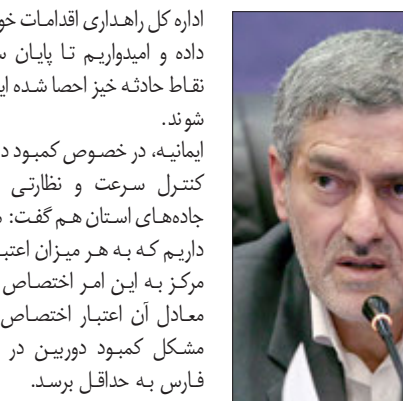 اداره کل راهداری اقدامات خو
داده و امیدواریم تا پایان
نقاط حادثه خیز احصا شده ای
شوند.
ایمانیه، در خصوص کمبود د
کنترل سرعت و نظارتی
جاده‌های استان هم گفت:
داریم که به هر میزان اعتب
مرکز به این امر اختصاص
معادل آن اعتبار اختصاص
مشکل کمبود دوربین در
فارس به حداقل برسد.